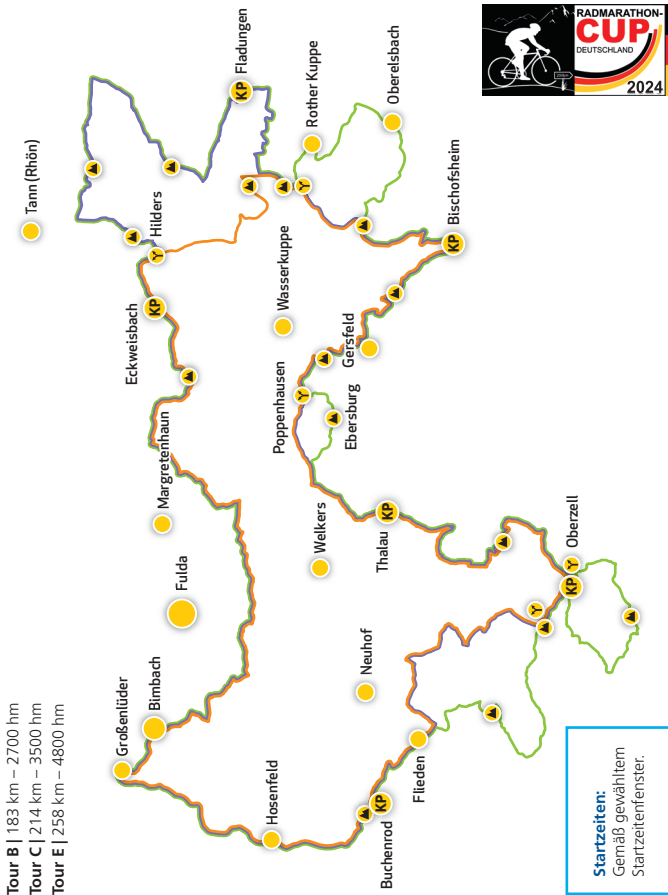 Tour B | 183 km – 2700 hm
Tour C | 214 km – 3500 hm
Tour E | 258 km – 4800 hm
RADMARATHON-
CUP
DEUTSCHLAND
2024
Tann (Rhön)
Fladungen
KP
Hilders
Rother Kuppe
Oberelsbach
Eckweisbach
KP
Wasserkuppe
Bischofsheim
KP
Gersfeld
Poppenhausen
Ebersburg
Margretenhaun
Fulda
Welkers
Thalau
KP
Oberzell
KP
Großenlüder
Bimbach
Neuhof
Flieden
Hosenfeld
Buchenrod
KP
Startzeiten:
Gemäß gewähltem
Startzeitenfenster.